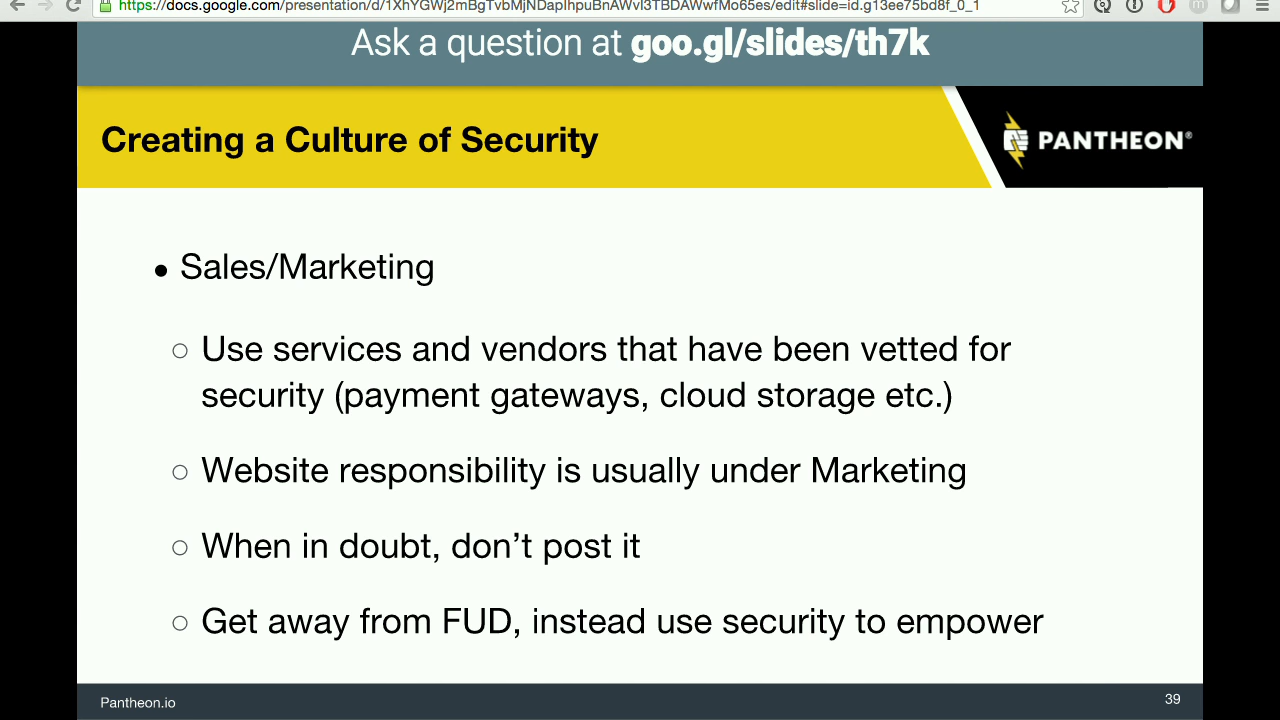 https://docs.google.com/presentation/d/1XhYGWj2mBgTvbMjNDapIhpuBnAWvl3TBDAWwfMo65es/edit#slide=id.g13ee75bd8f_0_1
Ask a question at goo.gl/slides/th7k
Creating a Culture of Security
PANTHEON®
• Sales/Marketing
○ Use services and vendors that have been vetted for
security (payment gateways, cloud storage etc.)
○ Website responsibility is usually under Marketing
○ When in doubt, don’t post it
○ Get away from FUD, instead use security to empower
Pantheon.io
39